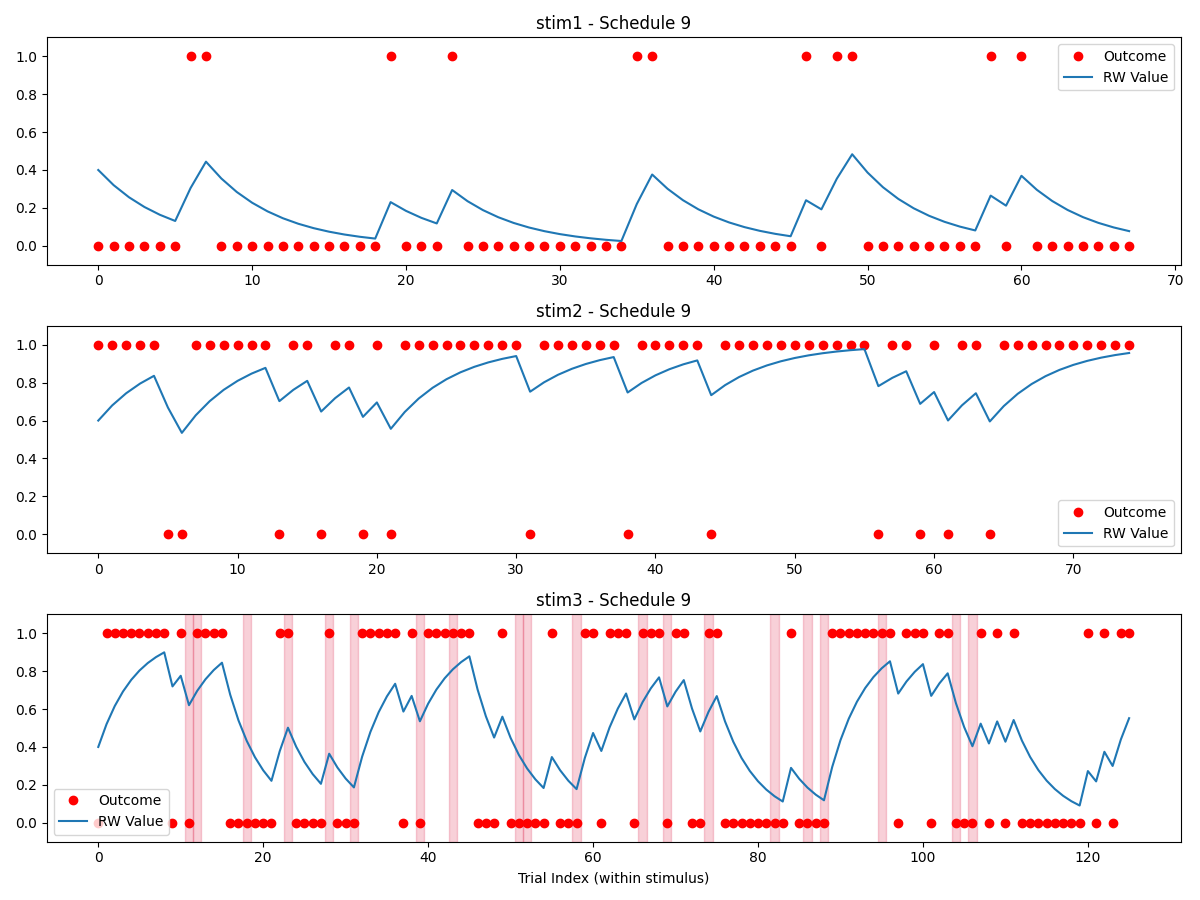 stim1 - Schedule 9
1.0
0.8
0.6
0.4
0.2
0.0
Outcome
RW Value
0 10 20 30 40 50 60 70
stim2 - Schedule 9
1.0
0.8
0.6
0.4
0.2
0.0
Outcome
RW Value
0 10 20 30 40 50 60 70
stim3 - Schedule 9
1.0
0.8
0.6
0.4
0.2
0.0
Outcome
RW Value
0 20 40 60 80 100 120
Trial Index (within stimulus)